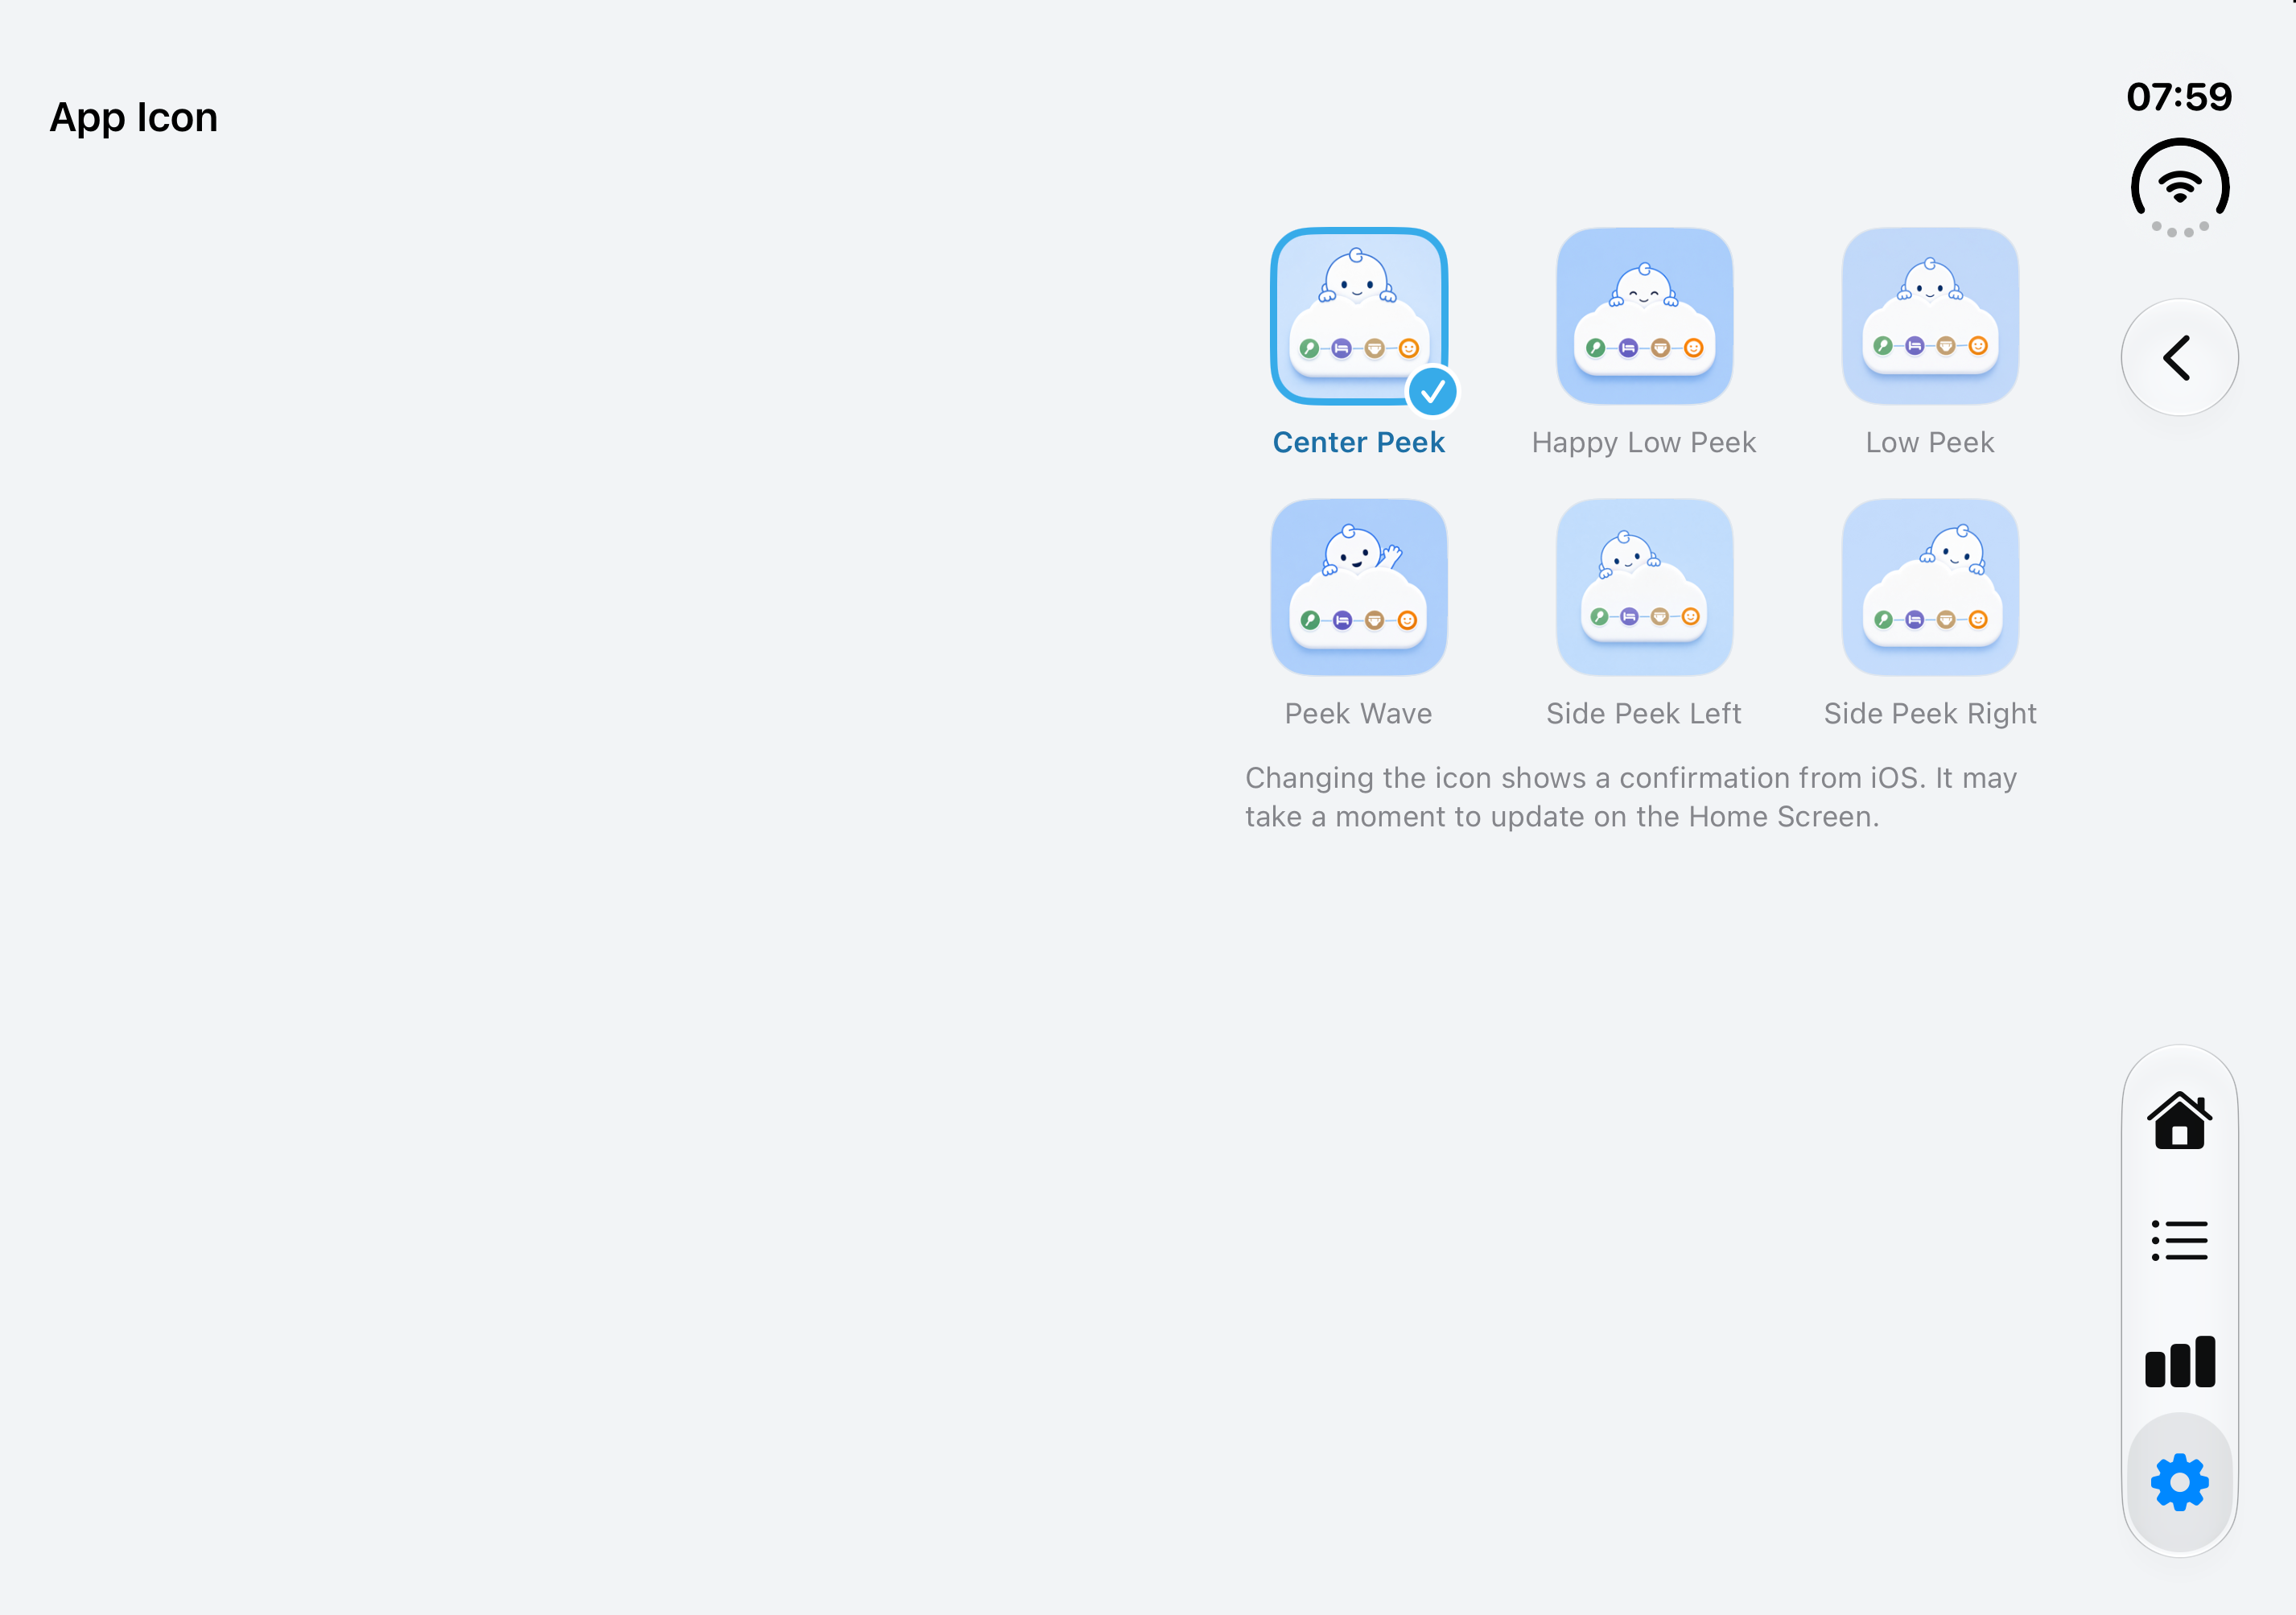 App Icon
07:59
Center Peek
Happy Low Peek
Low Peek
Peek Wave
Side Peek Left
Side Peek Right
Changing the icon shows a confirmation from iOS. It may
take a moment to update on the Home Screen.